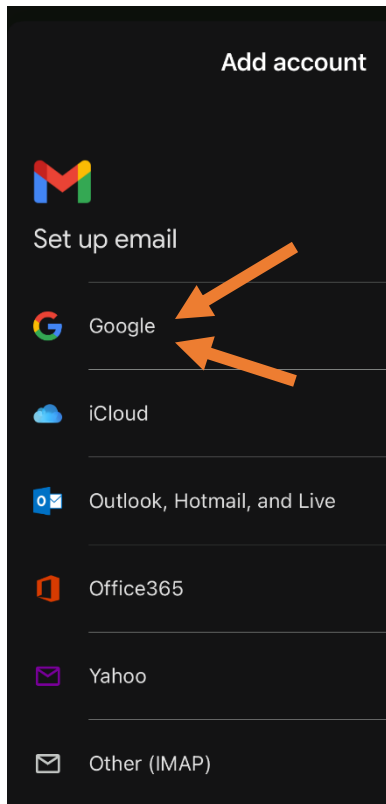 Add account
Set up email
Google
iCloud
Outlook, Hotmail, and Live
Office365
Yahoo
Other (IMAP)